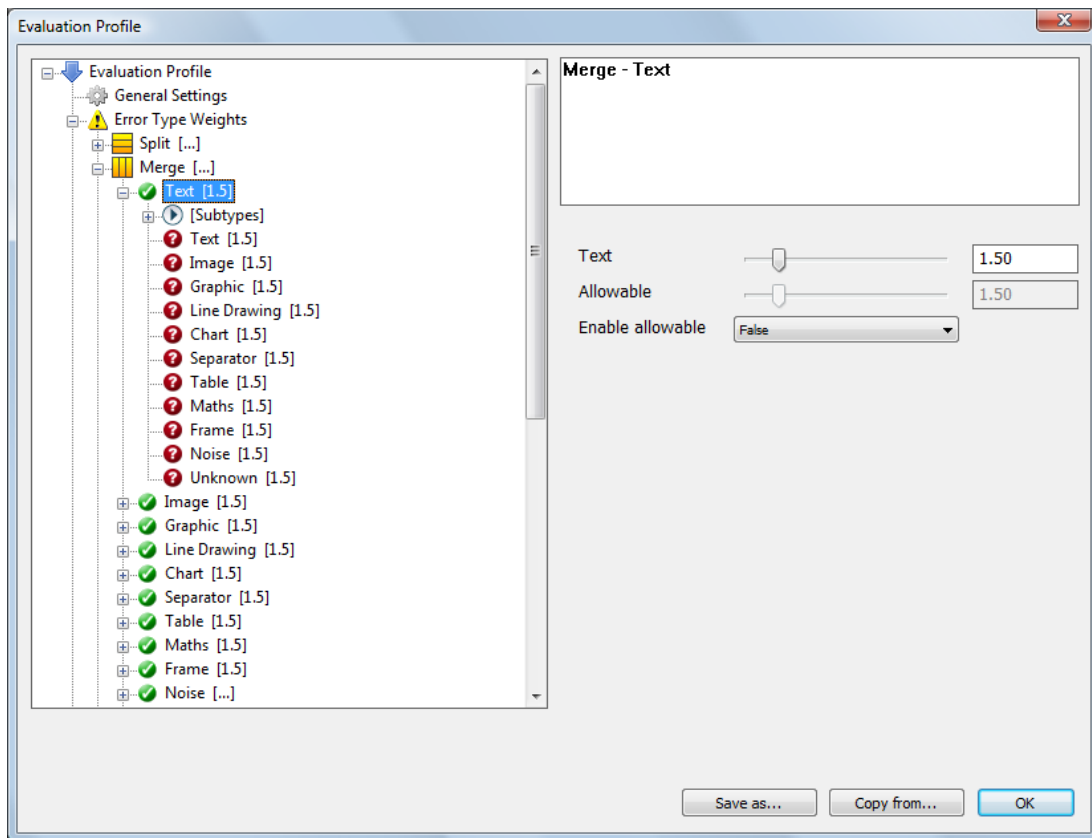 Evaluation Profile
Evaluation Profile
General Settings
Error Type Weights
Split [...]
Merge [...]
Text [1.5]
[Subtypes]
Text [1.5]
Image [1.5]
Graphic [1.5]
Line Drawing [1.5]
Chart [1.5]
Separator [1.5]
Table [1.5]
Maths [1.5]
Frame [1.5]
Noise [1.5]
Unknown [1.5]
Image [1.5]
Graphic [1.5]
Line Drawing [1.5]
Chart [1.5]
Separator [1.5]
Table [1.5]
Maths [1.5]
Frame [1.5]
Noise [...]
Merge - Text
Text 1.50
Allowable 1.50
Enable allowable False
Save as... Copy from... OK